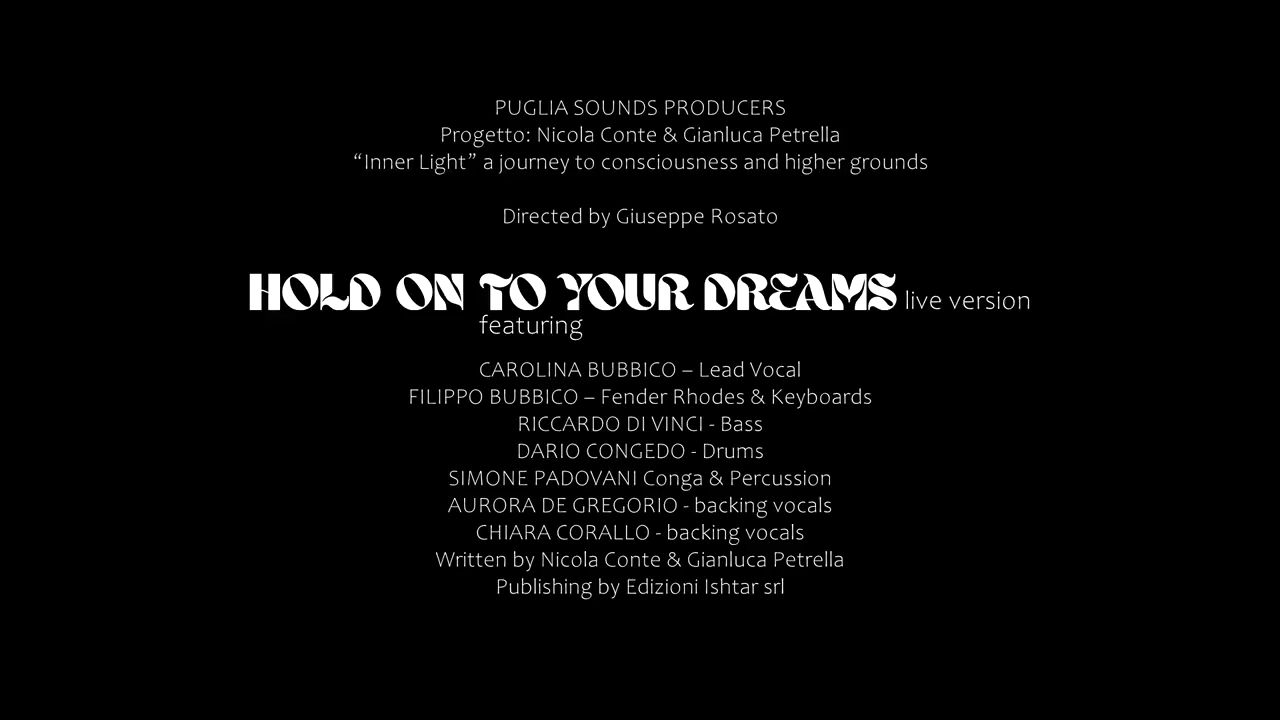 PUGLIA SOUNDS PRODUCERS
Progetto: Nicola Conte & Gianluca Petrella
“Inner Light” a journey to consciousness and higher grounds
Directed by Giuseppe Rosato
HOLD ON TO YOUR DREAMS live version
featuring
CAROLINA BUBBICO – Lead Vocal
FILIPPO BUBBICO – Fender Rhodes & Keyboards
RICCARDO DI VINCI - Bass
DARIO CONGEDO - Drums
SIMONE PADOVANI Conga & Percussion
AURORA DE GREGORIO - backing vocals
CHIARA CORALLO - backing vocals
Written by Nicola Conte & Gianluca Petrella
Publishing by Edizioni Ishtar srl